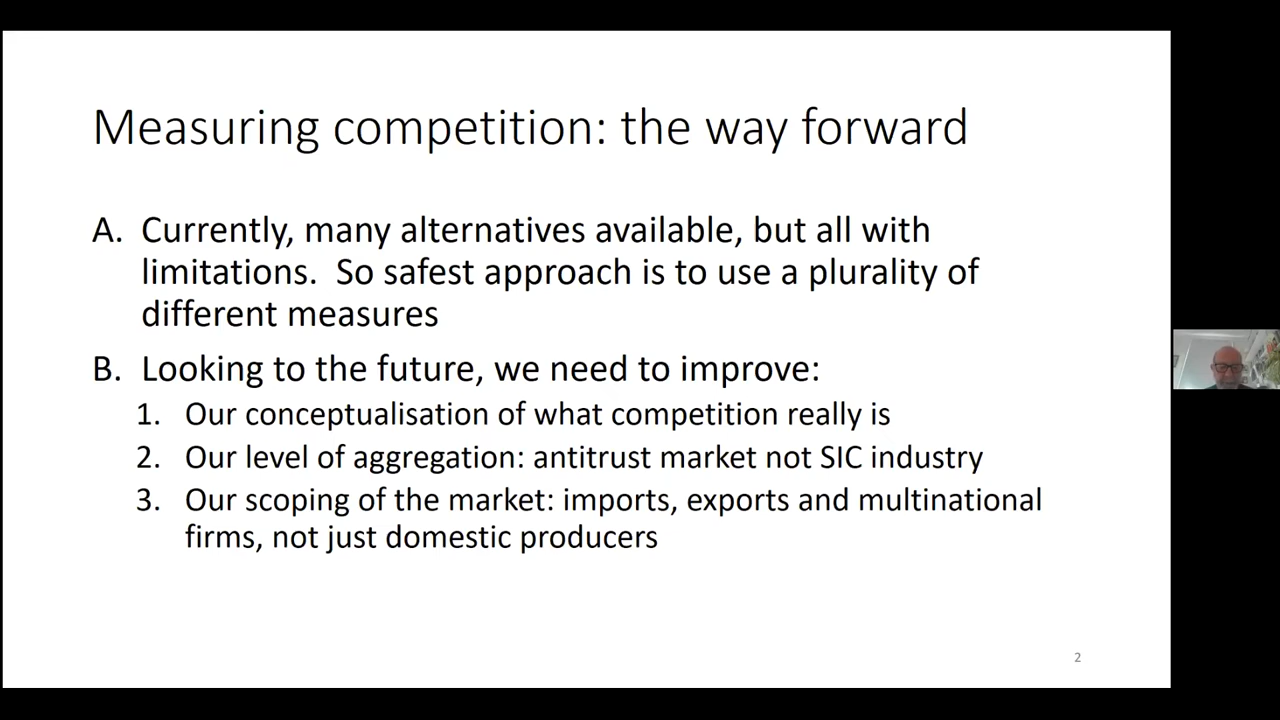 Measuring competition: the way forward
A. Currently, many alternatives available, but all with
limitations.  So safest approach is to use a plurality of
different measures
B. Looking to the future, we need to improve:
1. Our conceptualisation of what competition really is
2. Our level of aggregation: antitrust market not SIC industry
3. Our scoping of the market: imports, exports and multinational
firms, not just domestic producers
2